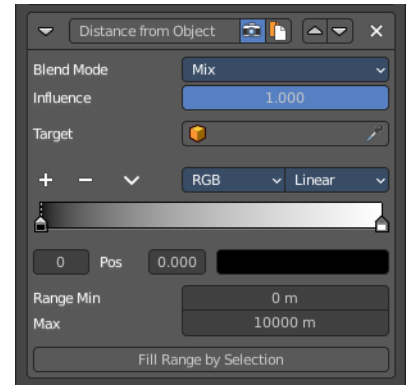 Distance from Object
Blend Mode Mix
Influence 1.000
Target
RGB Linear
0 Pos 0.000
Range Min 0 m
Max 10000 m
Fill Range by Selection